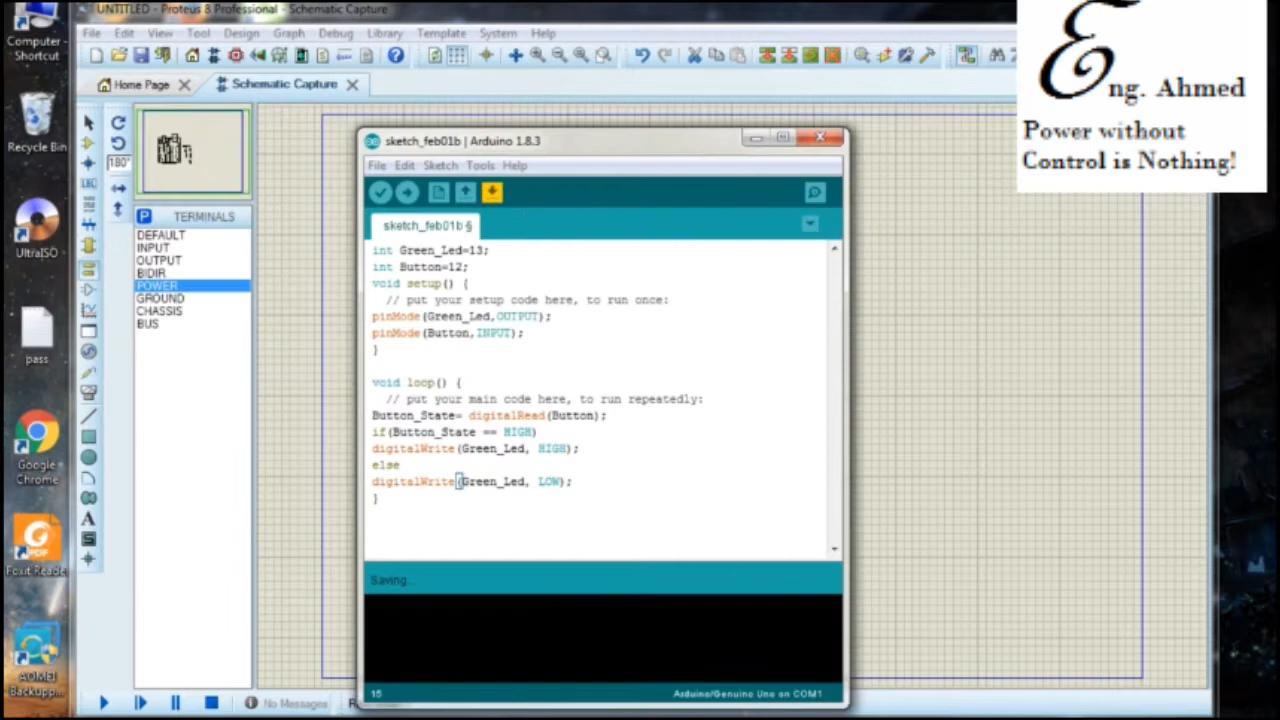 UNTITLED - Proteus 8 Professional - Schematic Capture
File Edit View Tool Design Graph Debug Library Template System Help
Home Page
Schematic Capture
Computer - Shortcut
Recycle Bin
UltraISO
pass
Google Chrome
Foxit Reader
AOMEI Backupp...
180°
P TERMINALS
DEFAULT
INPUT
OUTPUT
BIDIR
POWER
GROUND
CHASSIS
BUS
Eng. Ahmed
Power without
Control is Nothing!
sketch_feb01b | Arduino 1.8.3
File Edit Sketch Tools Help
sketch_feb01b §
int Green_Led=13;
int Button=12;
void setup() {
// put your setup code here, to run once:
pinMode(Green_Led,OUTPUT);
pinMode(Button,INPUT);
}
void loop() {
// put your main code here, to run repeatedly:
Button_State= digitalRead(Button);
if(Button_State == HIGH)
digitalWrite(Green_Led, HIGH);
else
digitalWrite(Green_Led, LOW);
}
Saving...
15
Arduino/Genuino Uno on COM1
No Messages